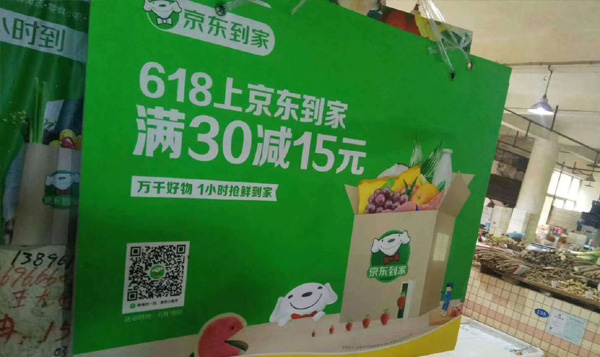 京东到家
小时到
618上京东到家
满30减15元
万千好物 1小时抢鲜到家
京东到家